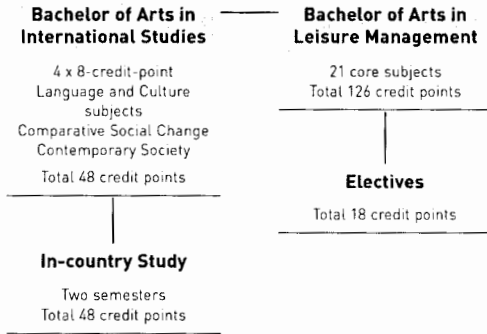 Bachelor of Arts in
International Studies
4 x 8-credit-point
Language and Culture
subjects
Comparative Social Change
Contemporary Society
Total 48 credit points
In-country Study
Two semesters
Total 48 credit points
Bachelor of Arts in
Leisure Management
21 core subjects
Total 126 credit points
Electives
Total 18 credit points